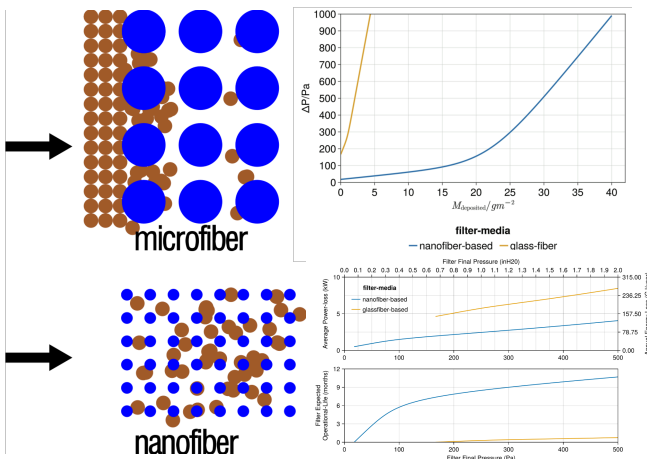 microfiber
nanofiber
1000
900
800
700
600
500
400
300
200
100
0
ΔP/Pa
0 5 10 15 20 25 30 35 40
M_deposited/gm⁻²
filter-media
nanofiber-based glass-fiber
Filter Final Pressure (inH20)
0.0 0.1 0.2 0.3 0.4 0.5 0.6 0.7 0.8 0.9 1.0 1.1 1.2 1.3 1.4 1.5 1.6 1.7 1.8 1.9 2.0
10
5
0
Average Power-loss (kW)
filter-media
nanofiber-based
glassfiber-based
315.00
236.25
157.50
78.75
0.00
0 100 200 300 400 500
12
9
6
3
0
Filter Expected
Operational-Life (months)
0 100 200 300 400 500
Filter Final Pressure (Pa)